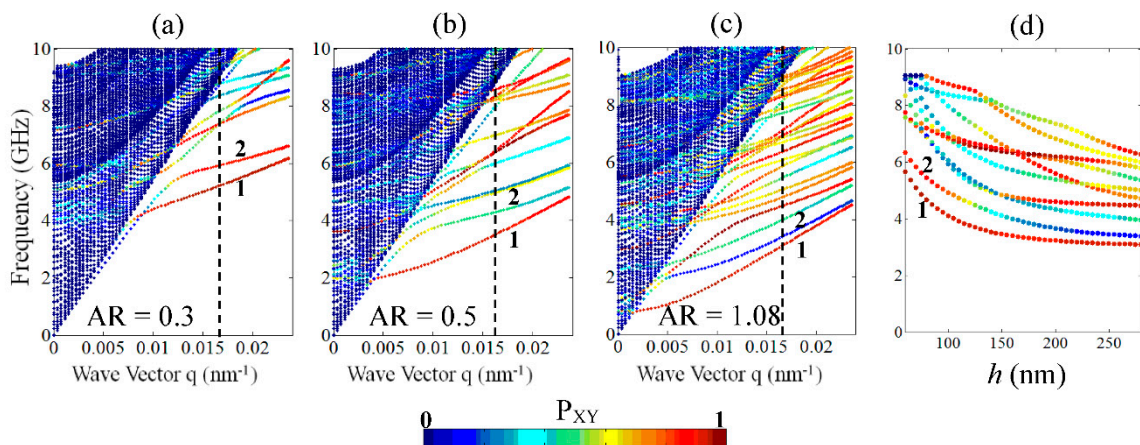 (a) (b) (c) (d)
10 10 10 10
8 8 8 8
6 6 6 6
4 4 4 4
2 2 2 2
0 0 0 0
Frequency (GHz)
2 1
2 1
2 1
2 1
AR = 0.3 AR = 0.5 AR = 1.08
0 0.005 0.01 0.015 0.02 0 0.005 0.01 0.015 0.02 0 0.005 0.01 0.015 0.02 100 150 200 250
Wave Vector q (nm-1) Wave Vector q (nm-1) Wave Vector q (nm-1) h (nm)
0 PXY 1